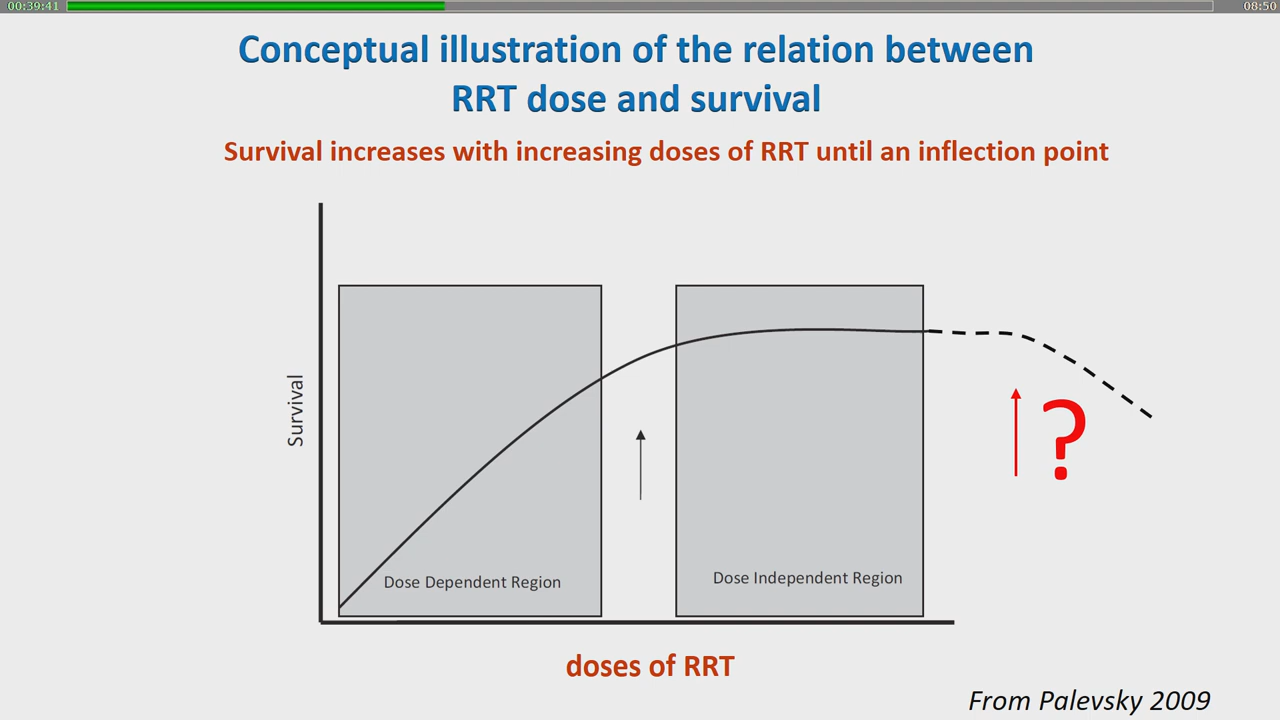 00:39:41
08:50
Conceptual illustration of the relation between
RRT dose and survival
Survival increases with increasing doses of RRT until an inflection point
Survival
?
Dose Dependent Region
Dose Independent Region
doses of RRT
From Palevsky 2009